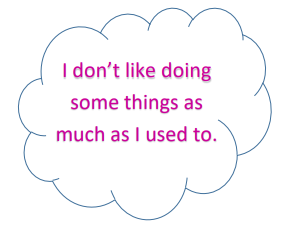 I don’t like doing
some things as
much as I used to.